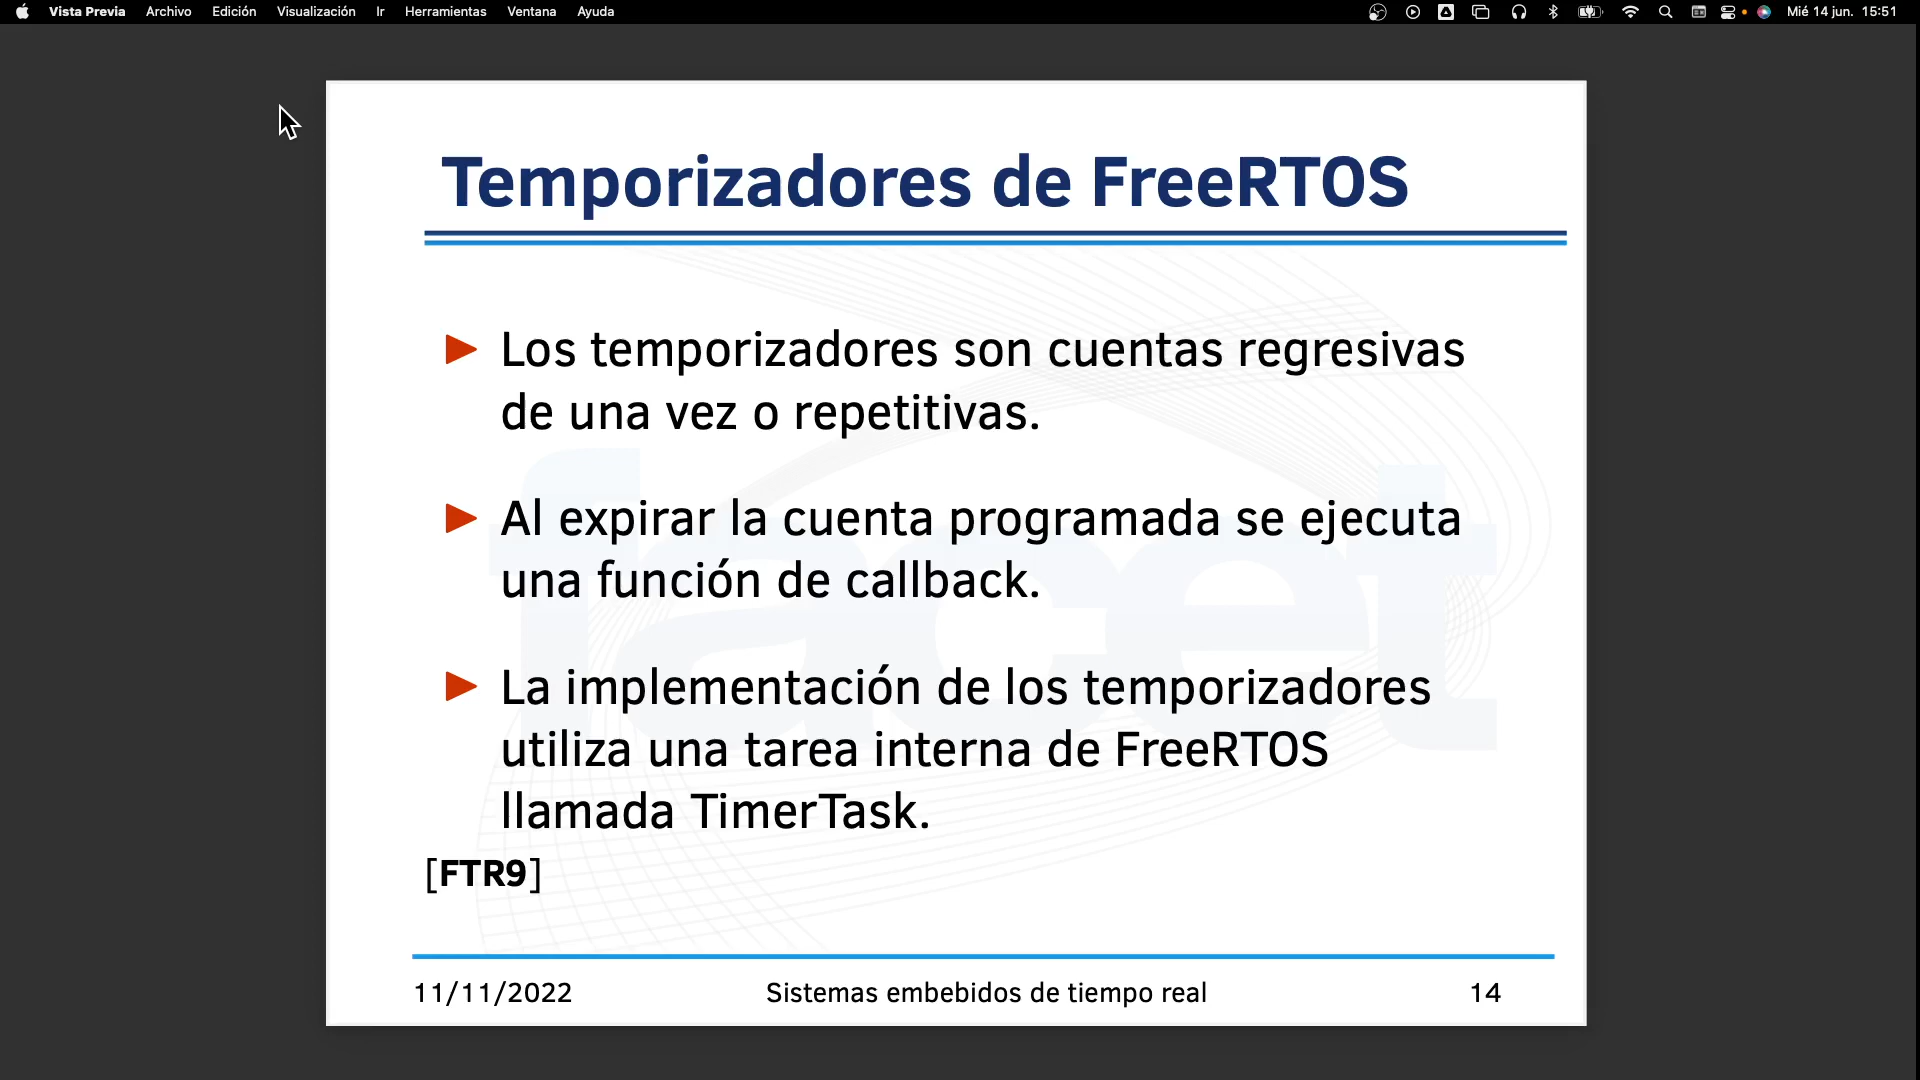 Vista Previa Archivo Edición Visualización Ir Herramientas Ventana Ayuda Mié 14 jun. 15:51
Temporizadores de FreeRTOS
Los temporizadores son cuentas regresivas
de una vez o repetitivas.
Al expirar la cuenta programada se ejecuta
una función de callback.
La implementación de los temporizadores
utiliza una tarea interna de FreeRTOS
llamada TimerTask.
[FTR9]
11/11/2022 Sistemas embebidos de tiempo real 14
facet